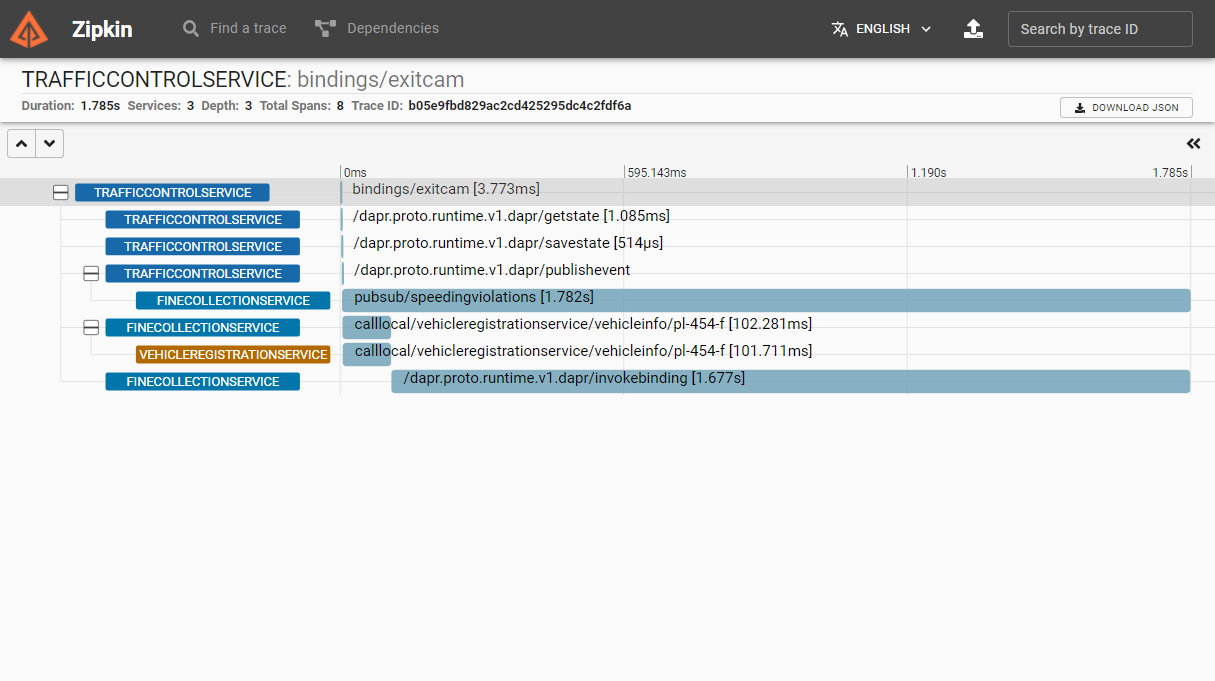 Zipkin Find a trace Dependencies ENGLISH Search by trace ID
TRAFFICCONTROLSERVICE: bindings/exitcam
Duration: 1.785s Services: 3 Depth: 3 Total Spans: 8 Trace ID: b05e9fbd829ac2cd425295dc4c2fdf6a
DOWNLOAD JSON
0ms 595.143ms 1.190s 1.785s
TRAFFICCONTROLSERVICE bindings/exitcam [3.773ms]
TRAFFICCONTROLSERVICE /dapr.proto.runtime.v1.dapr/getstate [1.085ms]
TRAFFICCONTROLSERVICE /dapr.proto.runtime.v1.dapr/savestate [514µs]
TRAFFICCONTROLSERVICE /dapr.proto.runtime.v1.dapr/publishevent
FINECOLLECTIONSERVICE pubsub/speedingviolations [1.782s]
FINECOLLECTIONSERVICE calllocal/vehicleregistrationservice/vehicleinfo/pl-454-f [102.281ms]
VEHICLEREGISTRATIONSERVICE calllocal/vehicleregistrationservice/vehicleinfo/pl-454-f [101.711ms]
FINECOLLECTIONSERVICE /dapr.proto.runtime.v1.dapr/invokebinding [1.677s]